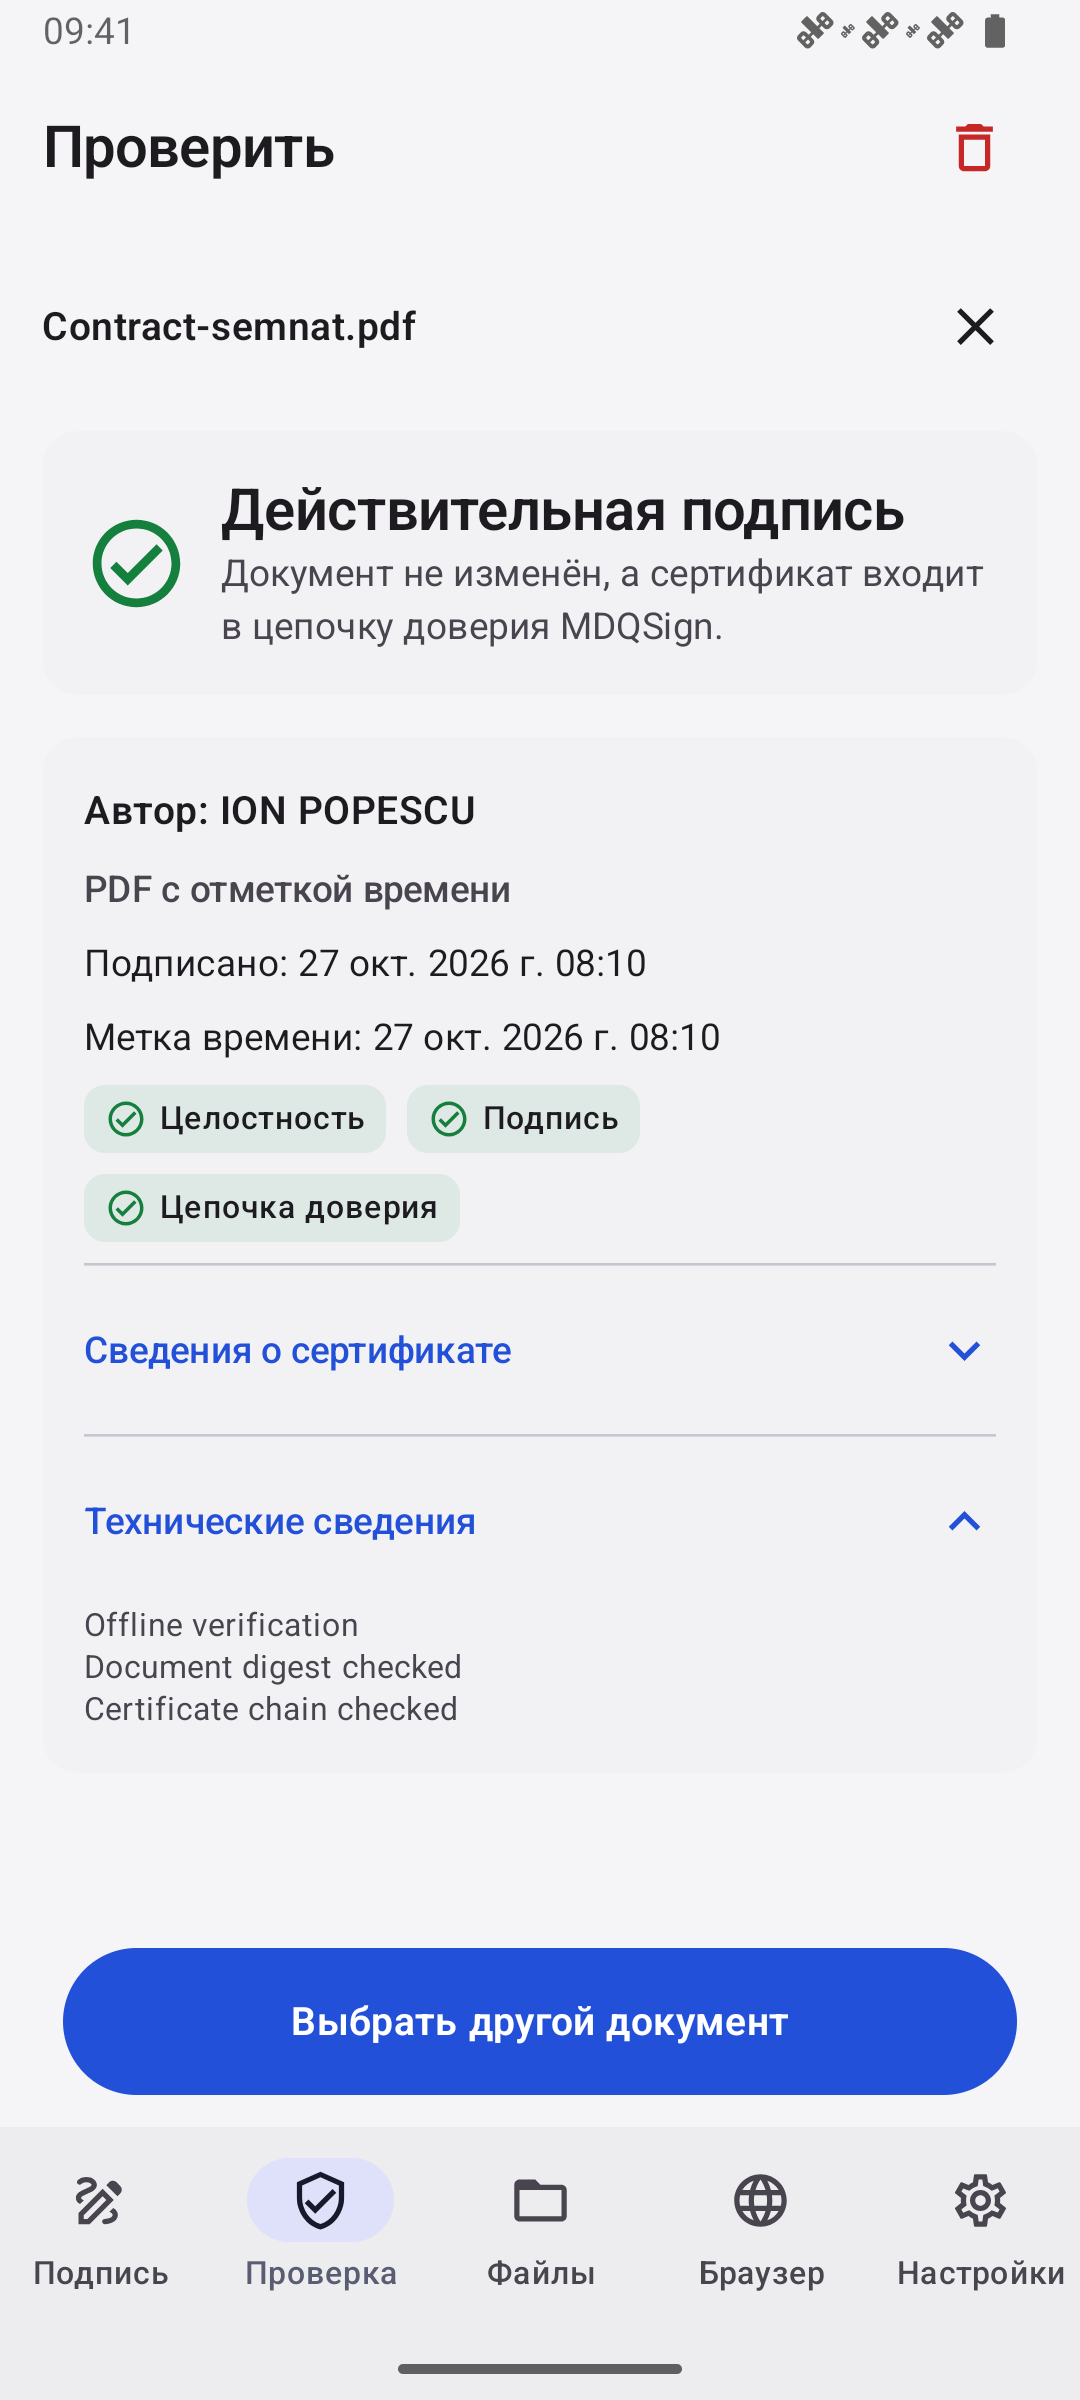 09:41
Проверить
Contract-semnat.pdf
Действительная подпись
Документ не изменён, а сертификат входит
в цепочку доверия MDQSign.
Автор: ION POPESCU
PDF с отметкой времени
Подписано: 27 окт. 2026 г. 08:10
Метка времени: 27 окт. 2026 г. 08:10
Целостность Подпись
Цепочка доверия
Сведения о сертификате
Технические сведения
Offline verification
Document digest checked
Certificate chain checked
Выбрать другой документ
Подпись Проверка Файлы Браузер Настройки